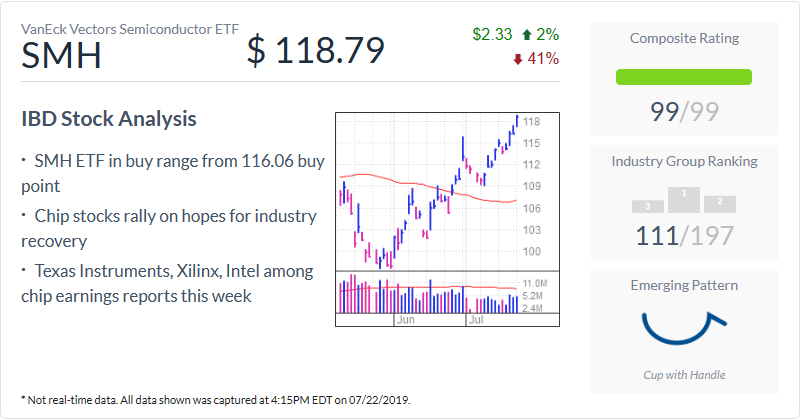 VanEck Vectors Semiconductor ETF
SMH
$ 118.79
$2.33 2%
41%
IBD Stock Analysis
· SMH ETF in buy range from 116.06 buy
point
· Chip stocks rally on hopes for industry
recovery
· Texas Instruments, Xilinx, Intel among
chip earnings reports this week
118
115
112
109
106
103
100
11.0M
5.2M
2.4M
Jun
Jul
Composite Rating
99/99
Industry Group Ranking
3
1
2
111/197
Emerging Pattern
Cup with Handle
* Not real-time data. All data shown was captured at 4:15PM EDT on 07/22/2019.